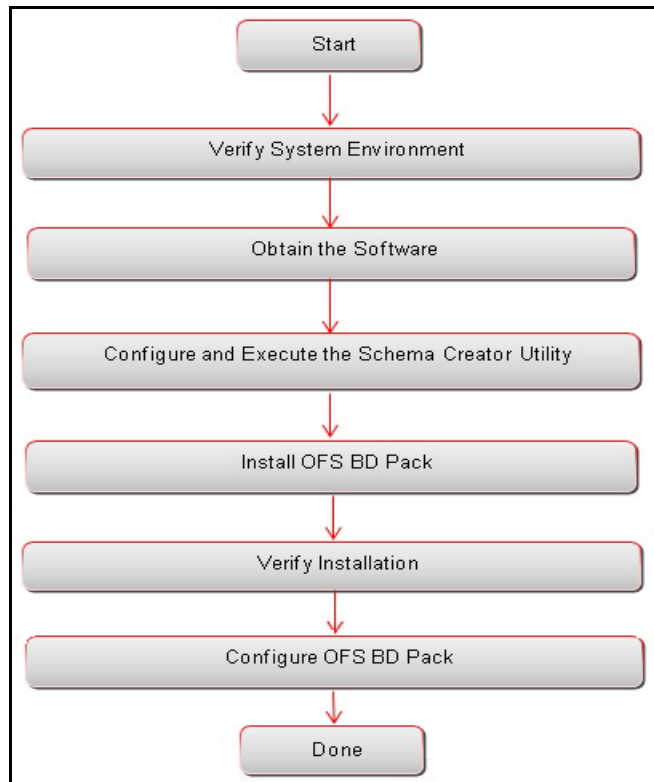 Start
Verify System Environment
Obtain the Software
Configure and Execute the Schema Creator Utility
Install OFS BD Pack
Verify Installation
Configure OFS BD Pack
Done